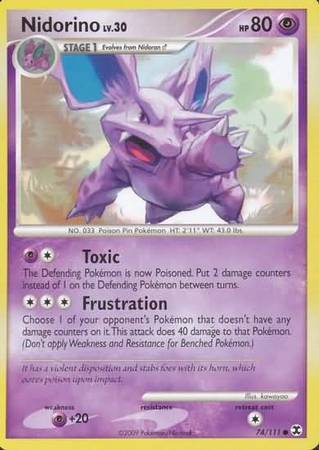 Nidorino LV.30 HP 80
STAGE 1 Evolves from Nidoran ♂
NO. 033 Poison Pin Pokémon HT: 2'11" WT: 43.0 lbs.
Toxic
The Defending Pokémon is now Poisoned. Put 2 damage counters
instead of 1 on the Defending Pokémon between turns.
Frustration
Choose 1 of your opponent's Pokémon that doesn't have any
damage counters on it. This attack does 40 damage to that Pokémon.
(Don't apply Weakness and Resistance for Benched Pokémon.)
It has a violent disposition and stabs foes with its horn, which
oozes poison upon impact.
Illus. kawayoo
weakness resistance retreat cost
+20
74/111
©2009 Pokémon/Nintendo